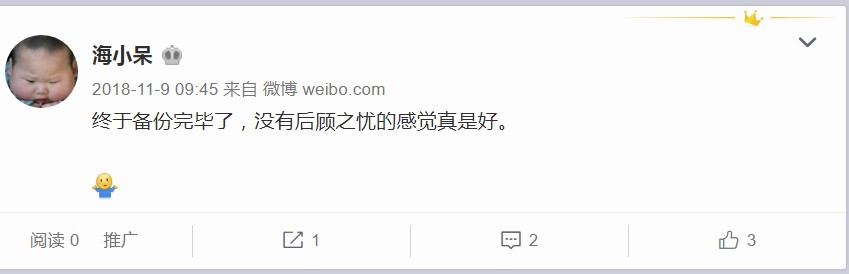 海小呆
2018-11-9 09:45 来自 微博 weibo.com
终于备份完毕了，没有后顾之忧的感觉真是好。
阅读 0 推广 1 2 3